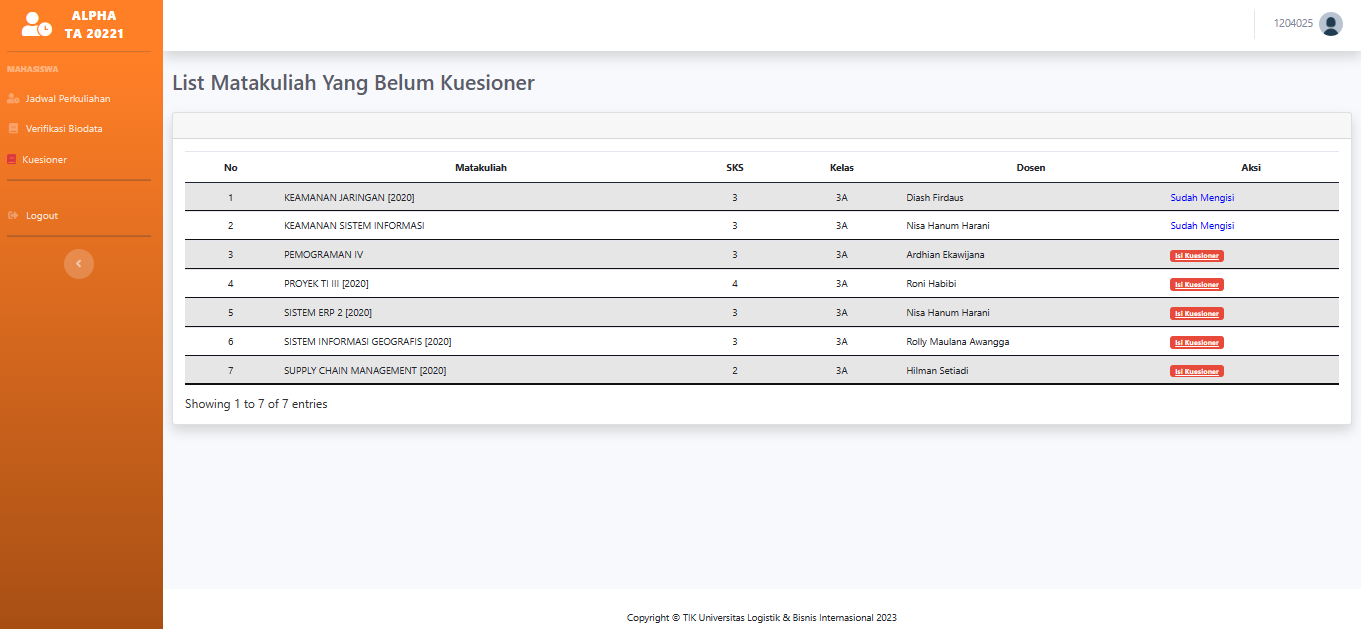 ALPHA
TA 20221
1204025
MAHASISWA
Jadwal Perkuliahan
Verifikasi Biodata
Kuesioner
Logout
List Matakuliah Yang Belum Kuesioner
No Matakuliah SKS Kelas Dosen Aksi
1 KEAMANAN JARINGAN [2020] 3 3A Diash Firdaus Sudah Mengisi
2 KEAMANAN SISTEM INFORMASI 3 3A Nisa Hanum Harani Sudah Mengisi
3 PEMOGRAMAN IV 3 3A Ardhian Ekawijana Isi Kuesioner
4 PROYEK TI III [2020] 4 3A Roni Habibi Isi Kuesioner
5 SISTEM ERP 2 [2020] 3 3A Nisa Hanum Harani Isi Kuesioner
6 SISTEM INFORMASI GEOGRAFIS [2020] 3 3A Rolly Maulana Awangga Isi Kuesioner
7 SUPPLY CHAIN MANAGEMENT [2020] 2 3A Hilman Setiadi Isi Kuesioner
Showing 1 to 7 of 7 entries
Copyright © TIK Universitas Logistik & Bisnis Internasional 2023